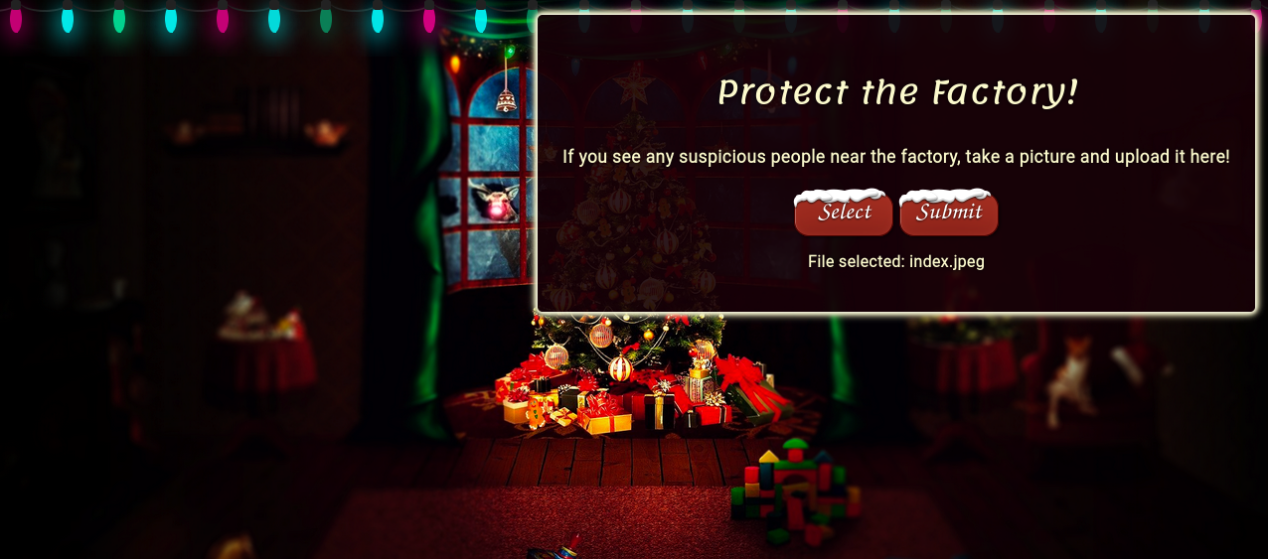 Protect the Factory!
If you see any suspicious people near the factory, take a picture and upload it here!
Select Submit
File selected: index.jpeg